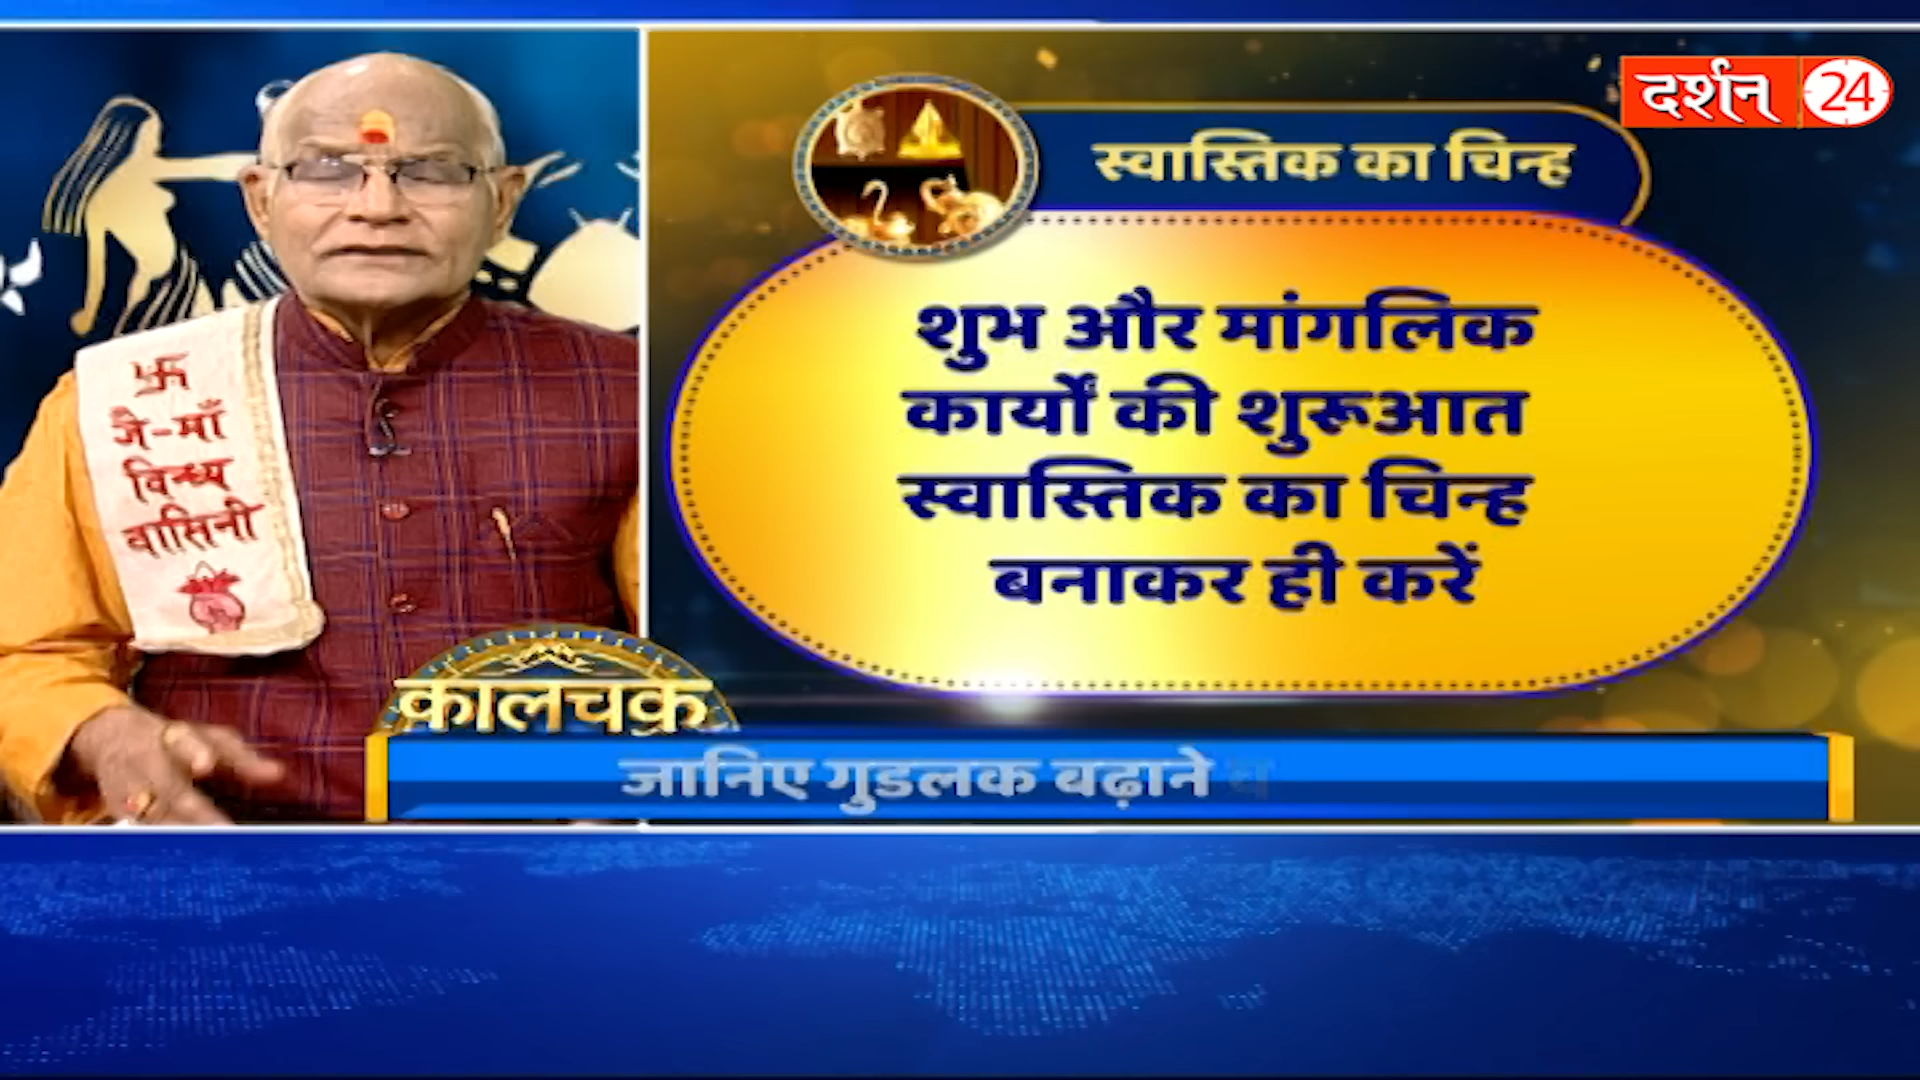 दर्शन 24
स्वास्तिक का चिन्ह
शुभ और मांगलिक
कार्यों की शुरूआत
स्वास्तिक का चिन्ह
बनाकर ही करें
जै-माँ
विन्ध्य
वासिनी
कालचक्र
जानिए गुडलक बढ़ाने